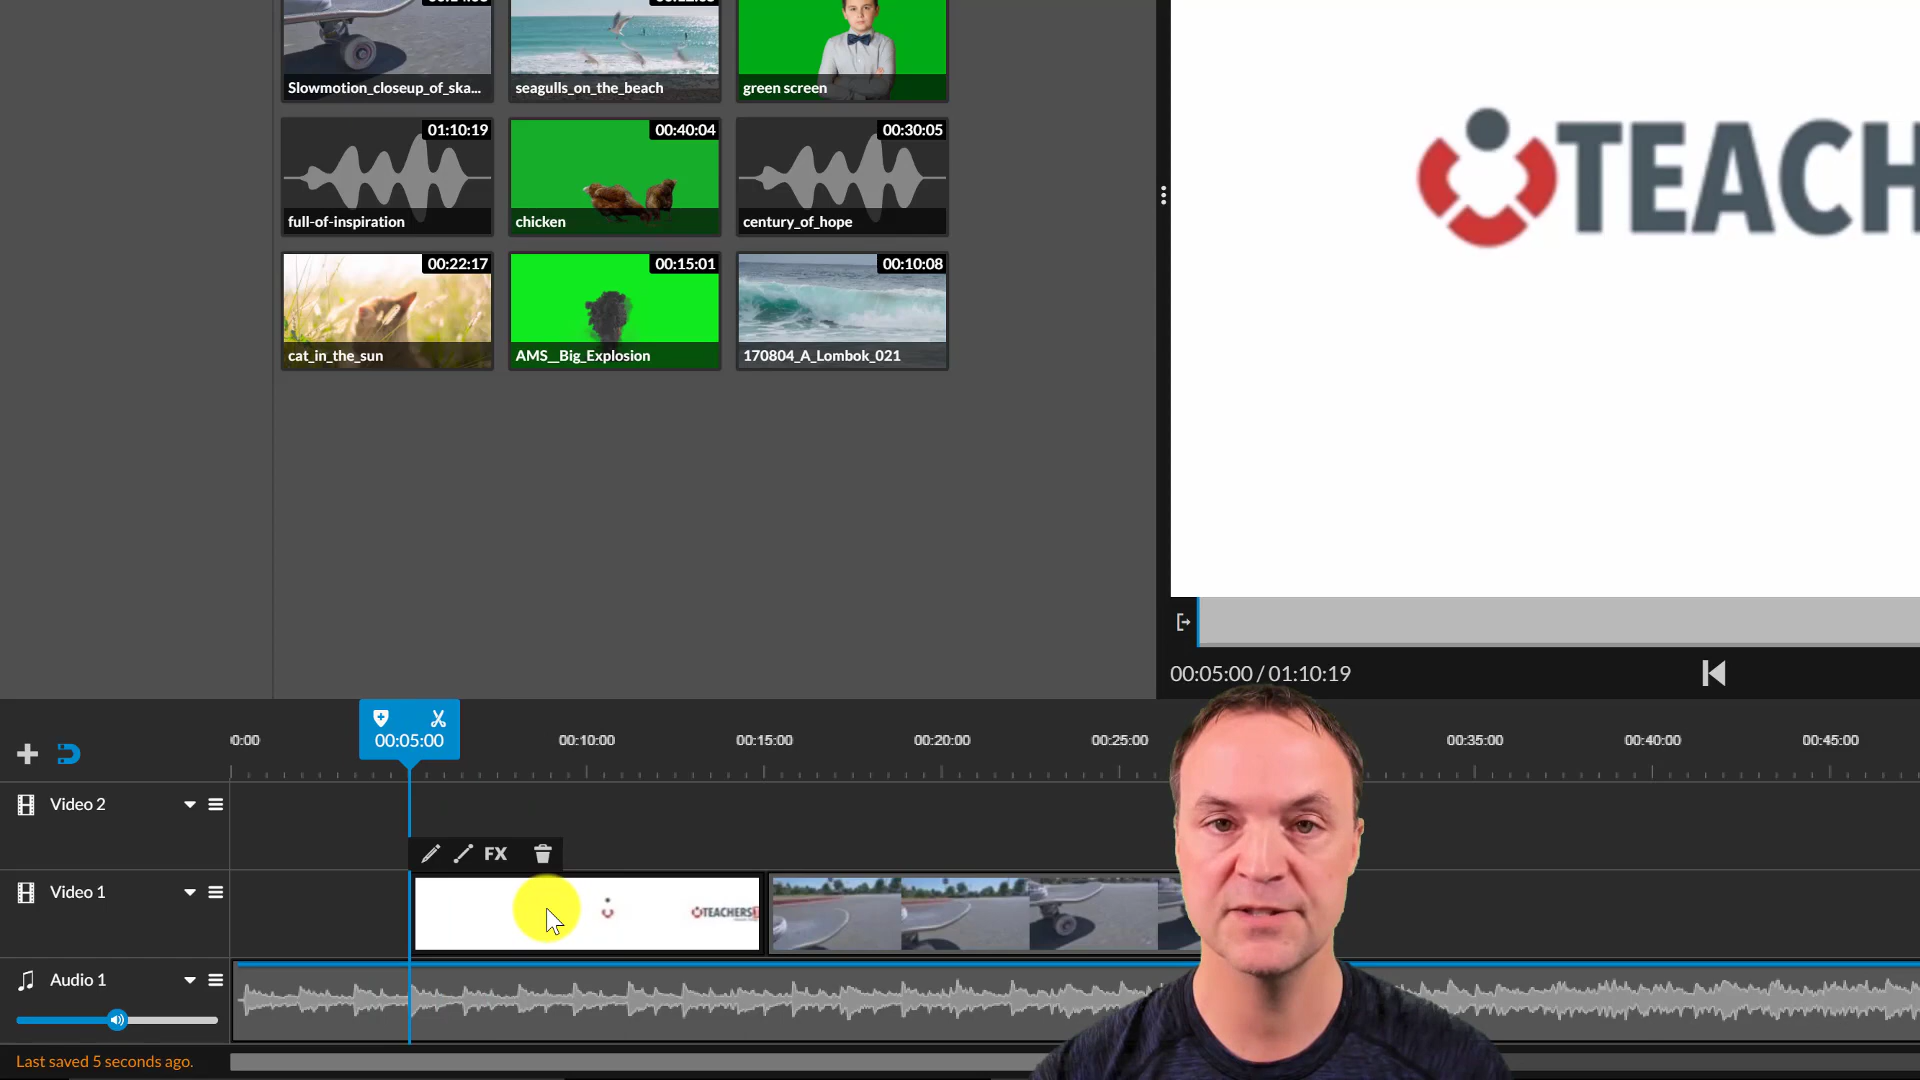 Slowmotion_closeup_of_ska...
seagulls_on_the_beach
green screen
01:10:19
00:40:04
00:30:05
full-of-inspiration
chicken
century_of_hope
00:22:17
00:15:01
00:10:08
cat_in_the_sun
AMS__Big_Explosion
170804_A_Lombok_021
TEACH
00:05:00 / 01:10:19
0:00
00:05:00
00:10:00
00:15:00
00:20:00
00:25:00
00:35:00
00:40:00
00:45:00
Video 2
FX
Video 1
TEACHERS
Audio 1
Last saved 5 seconds ago.